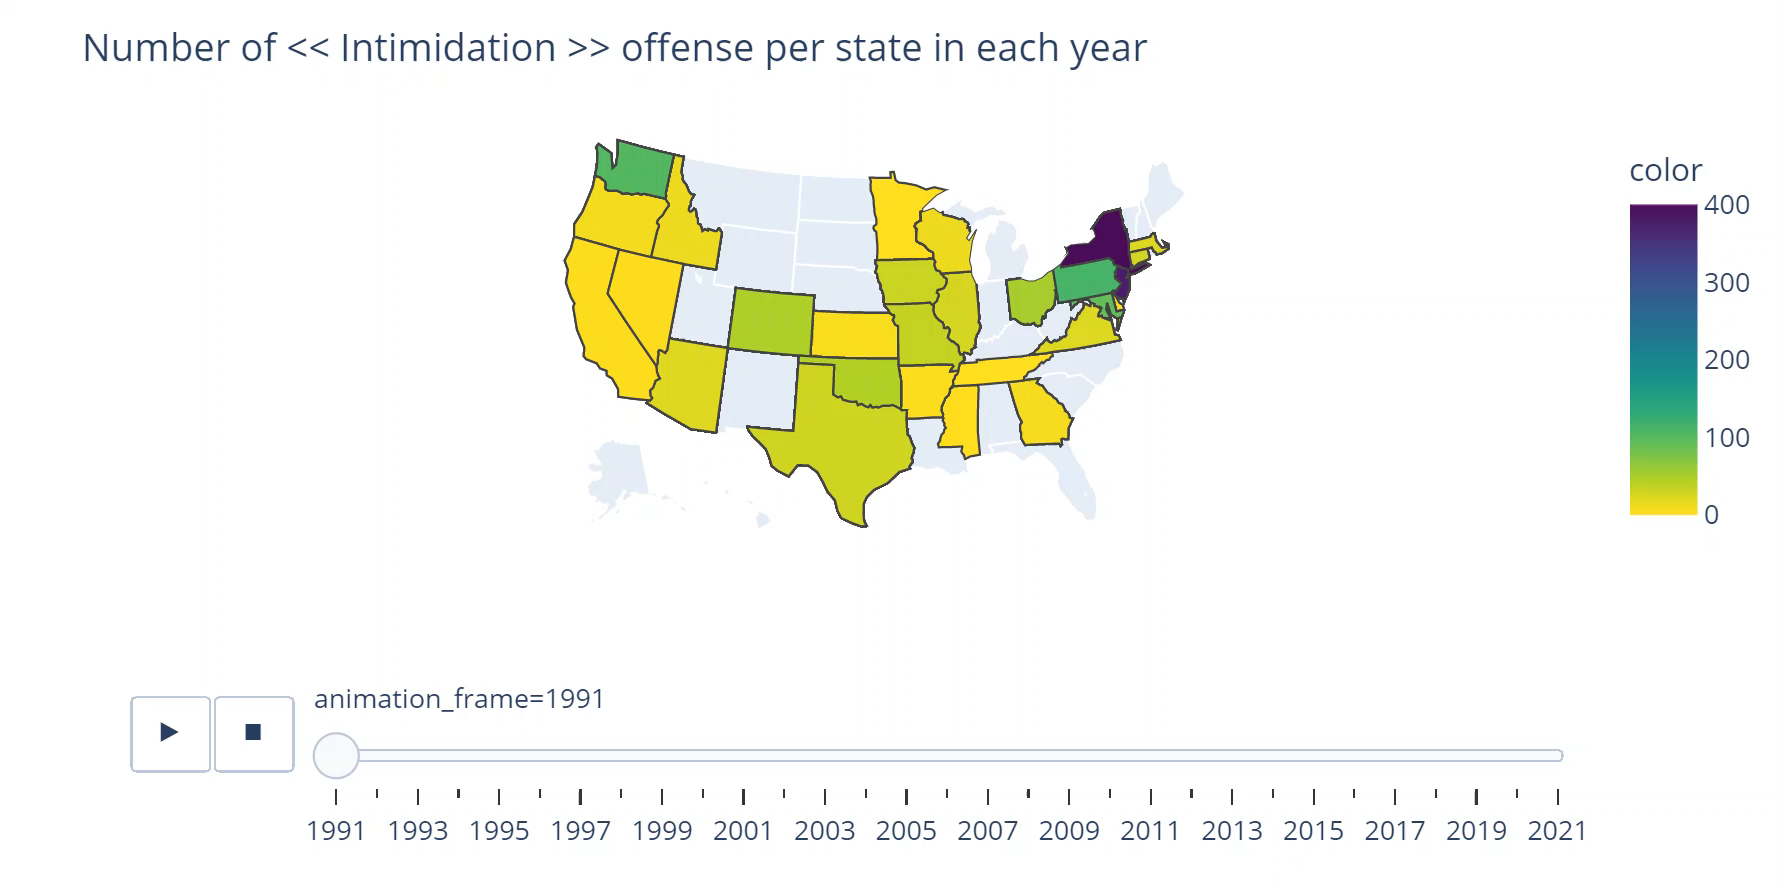 Number of << Intimidation >> offense per state in each year
color
400
300
200
100
0
animation_frame=1991
1991 1993 1995 1997 1999 2001 2003 2005 2007 2009 2011 2013 2015 2017 2019 2021